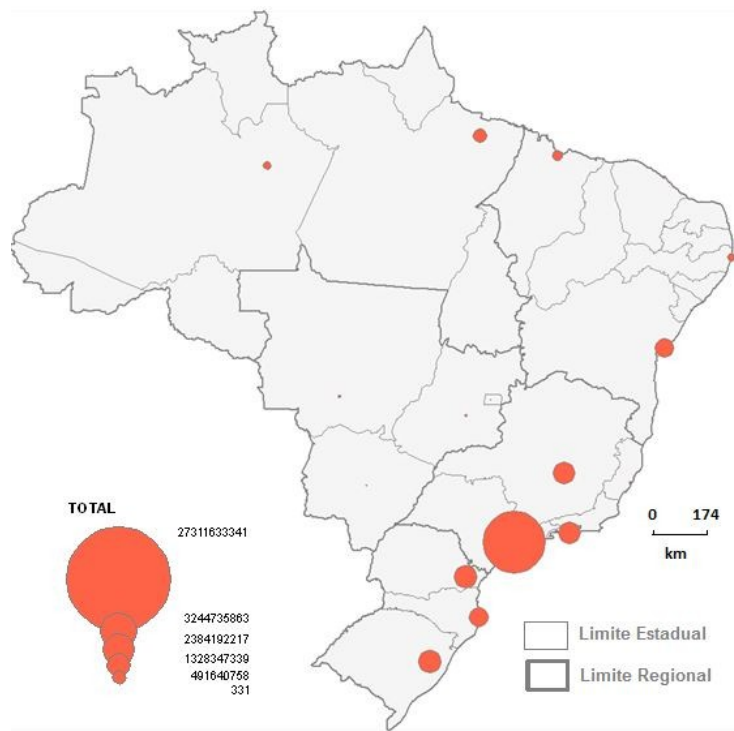 TOTAL
27311633341
3244735863
2384192217
1328347339
491640758
331
0 174
km
Limite Estadual
Limite Regional